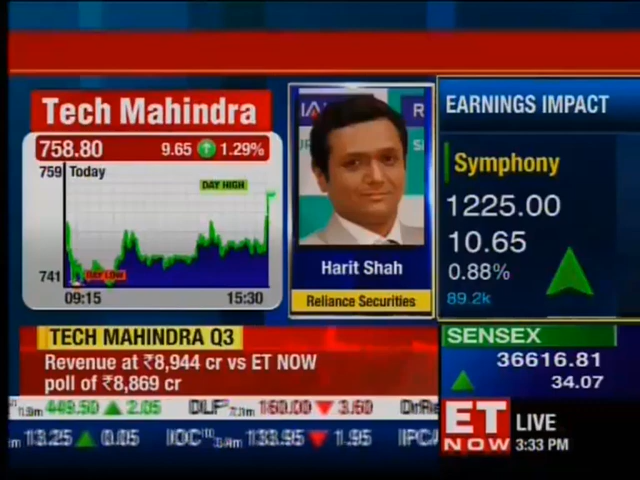 Tech Mahindra
758.80 9.65 1.29%
759 Today
DAY HIGH
DAY LOW
741
09:15 15:30
Harit Shah
Reliance Securities
EARNINGS IMPACT
Symphony
1225.00
10.65
0.88%
89.2k
TECH MAHINDRA Q3
Revenue at ₹8,944 cr vs ET NOW
poll of ₹8,869 cr
SENSEX
36616.81
34.07
449.50 2.05 DLF 160.00 3.60
13.25 0.05 IOC 133.95 1.95
ET
NOW
LIVE
3:33 PM